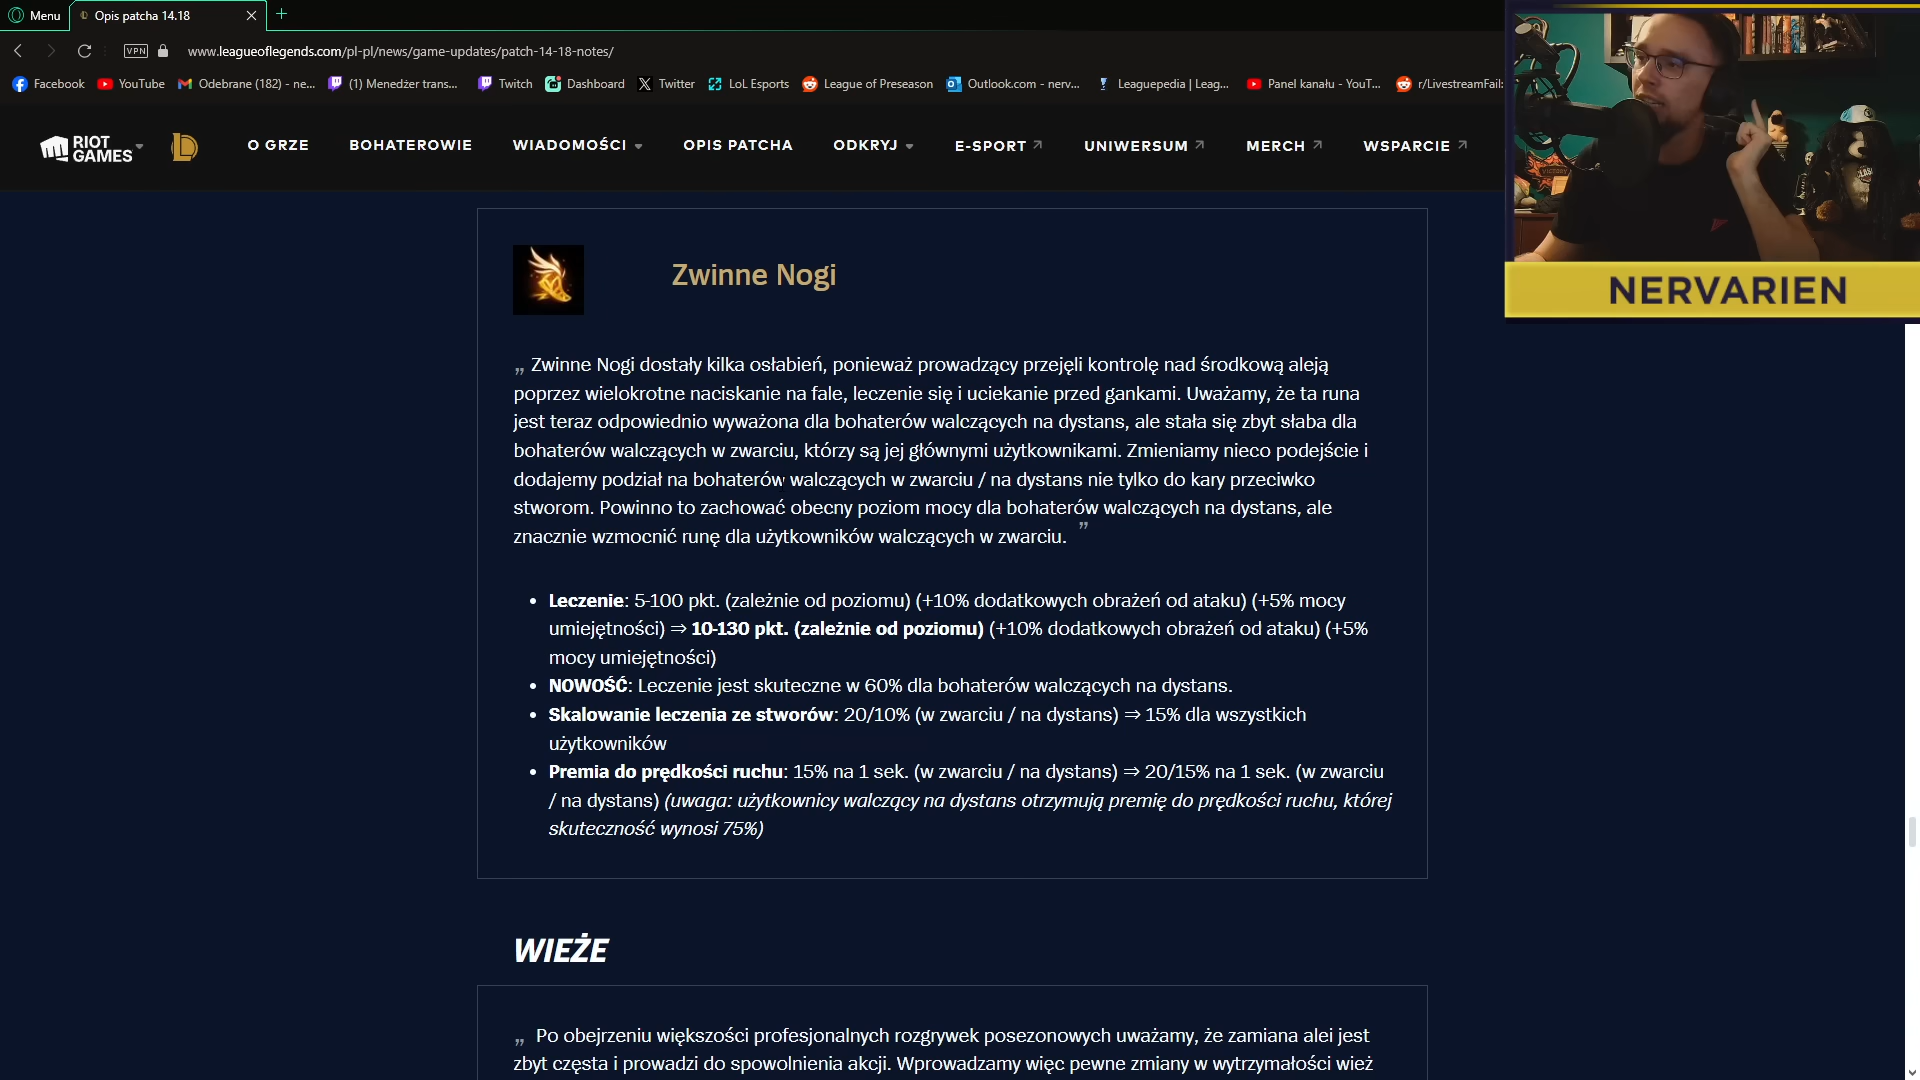 Menu
Opis patcha 14.18
VPN
www.leagueoflegends.com/pl-pl/news/game-updates/patch-14-18-notes/
Facebook
YouTube
Odebrane (182) - ne...
(1) Menedżer trans...
Twitch
Dashboard
Twitter
LoL Esports
League of Preseason
Outlook.com - nerv...
Leaguepedia | Leag...
Panel kanału - YouT...
r/LivestreamFail:
RIOT GAMES
O GRZE
BOHATEROWIE
WIADOMOŚCI
OPIS PATCHA
ODKRYJ
E-SPORT
UNIWERSUM
MERCH
WSPARCIE
NERVARIEN
Zwinne Nogi
„ Zwinne Nogi dostały kilka osłabień, ponieważ prowadzący przejęli kontrolę nad środkową aleją
poprzez wielokrotne naciskanie na fale, leczenie się i uciekanie przed gankami. Uważamy, że ta runa
jest teraz odpowiednio wyważona dla bohaterów walczących na dystans, ale stała się zbyt słaba dla
bohaterów walczących w zwarciu, którzy są jej głównymi użytkownikami. Zmieniamy nieco podejście i
dodajemy podział na bohaterów walczących w zwarciu / na dystans nie tylko do kary przeciwko
stworom. Powinno to zachować obecny poziom mocy dla bohaterów walczących na dystans, ale
znacznie wzmocnić runę dla użytkowników walczących w zwarciu. ”
• Leczenie: 5-100 pkt. (zależnie od poziomu) (+10% dodatkowych obrażeń od ataku) (+5% mocy
umiejętności) ⇒ 10-130 pkt. (zależnie od poziomu) (+10% dodatkowych obrażeń od ataku) (+5%
mocy umiejętności)
• NOWOŚĆ: Leczenie jest skuteczne w 60% dla bohaterów walczących na dystans.
• Skalowanie leczenia ze stworów: 20/10% (w zwarciu / na dystans) ⇒ 15% dla wszystkich
użytkowników
• Premia do prędkości ruchu: 15% na 1 sek. (w zwarciu / na dystans) ⇒ 20/15% na 1 sek. (w zwarciu
/ na dystans) (uwaga: użytkownicy walczący na dystans otrzymują premię do prędkości ruchu, której
skuteczność wynosi 75%)
WIEŻE
„ Po obejrzeniu większości profesjonalnych rozgrywek posezonowych uważamy, że zamiana alei jest
zbyt częsta i prowadzi do spowolnienia akcji. Wprowadzamy więc pewne zmiany w wytrzymałości wież